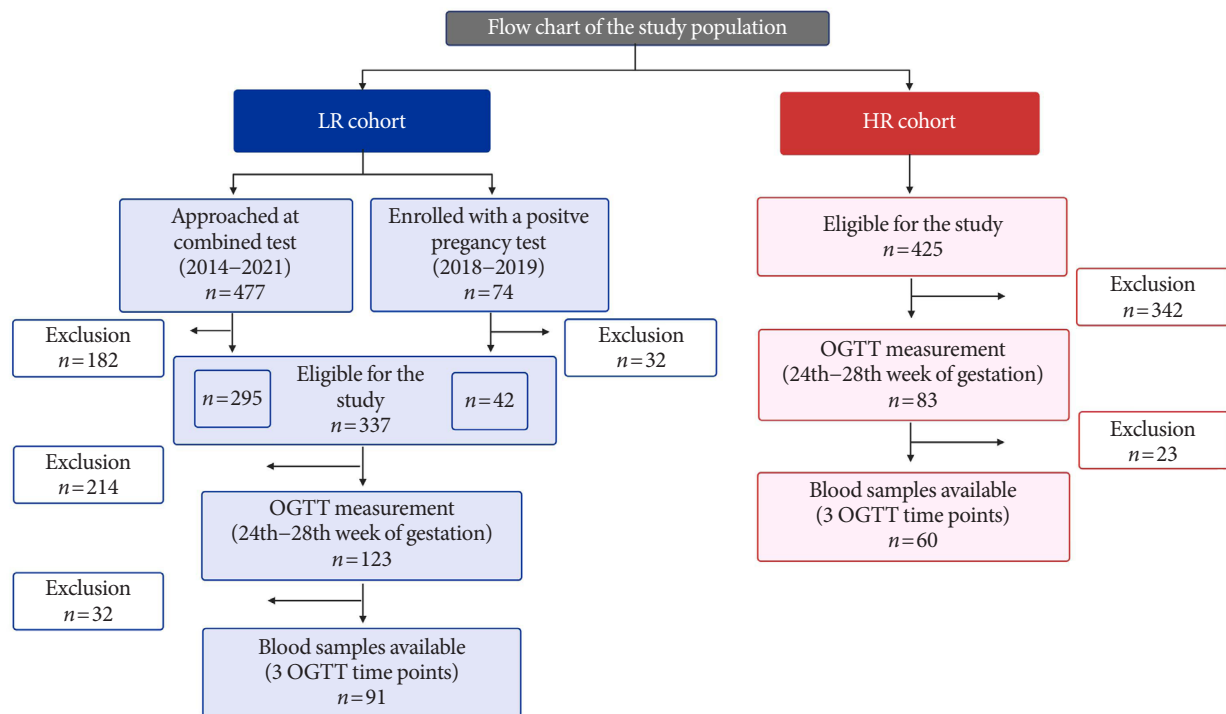 Flow chart of the study population
LR cohort
HR cohort
Approached at
combined test
(2014–2021)
n=477
Enrolled with a positve
pregancy test
(2018–2019)
n=74
Exclusion
n=182
Exclusion
n=32
n=295
Eligible for the
study
n=337
n=42
Exclusion
n=214
OGTT measurement
(24th–28th week of gestation)
n=123
Exclusion
n=32
Blood samples available
(3 OGTT time points)
n=91
Eligible for the study
n=425
Exclusion
n=342
OGTT measurement
(24th–28th week of gestation)
n=83
Exclusion
n=23
Blood samples available
(3 OGTT time points)
n=60